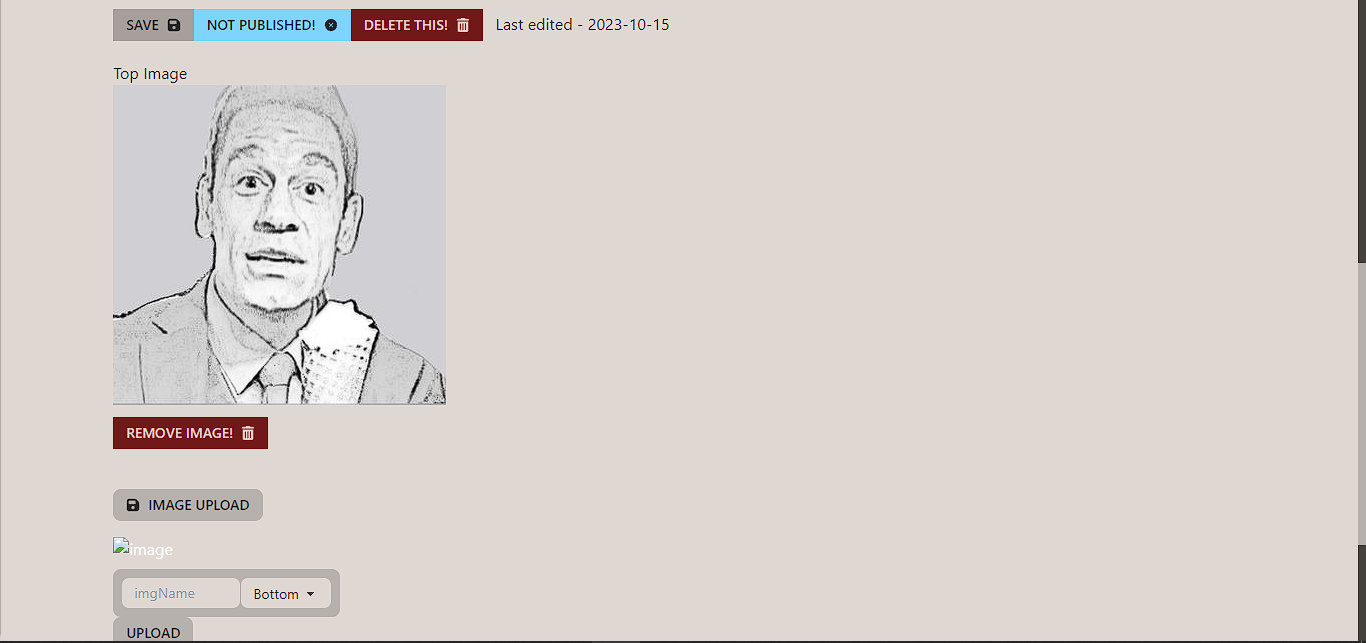 SAVE NOT PUBLISHED! DELETE THIS! Last edited - 2023-10-15
Top Image
REMOVE IMAGE!
IMAGE UPLOAD
image
imgName Bottom
UPLOAD